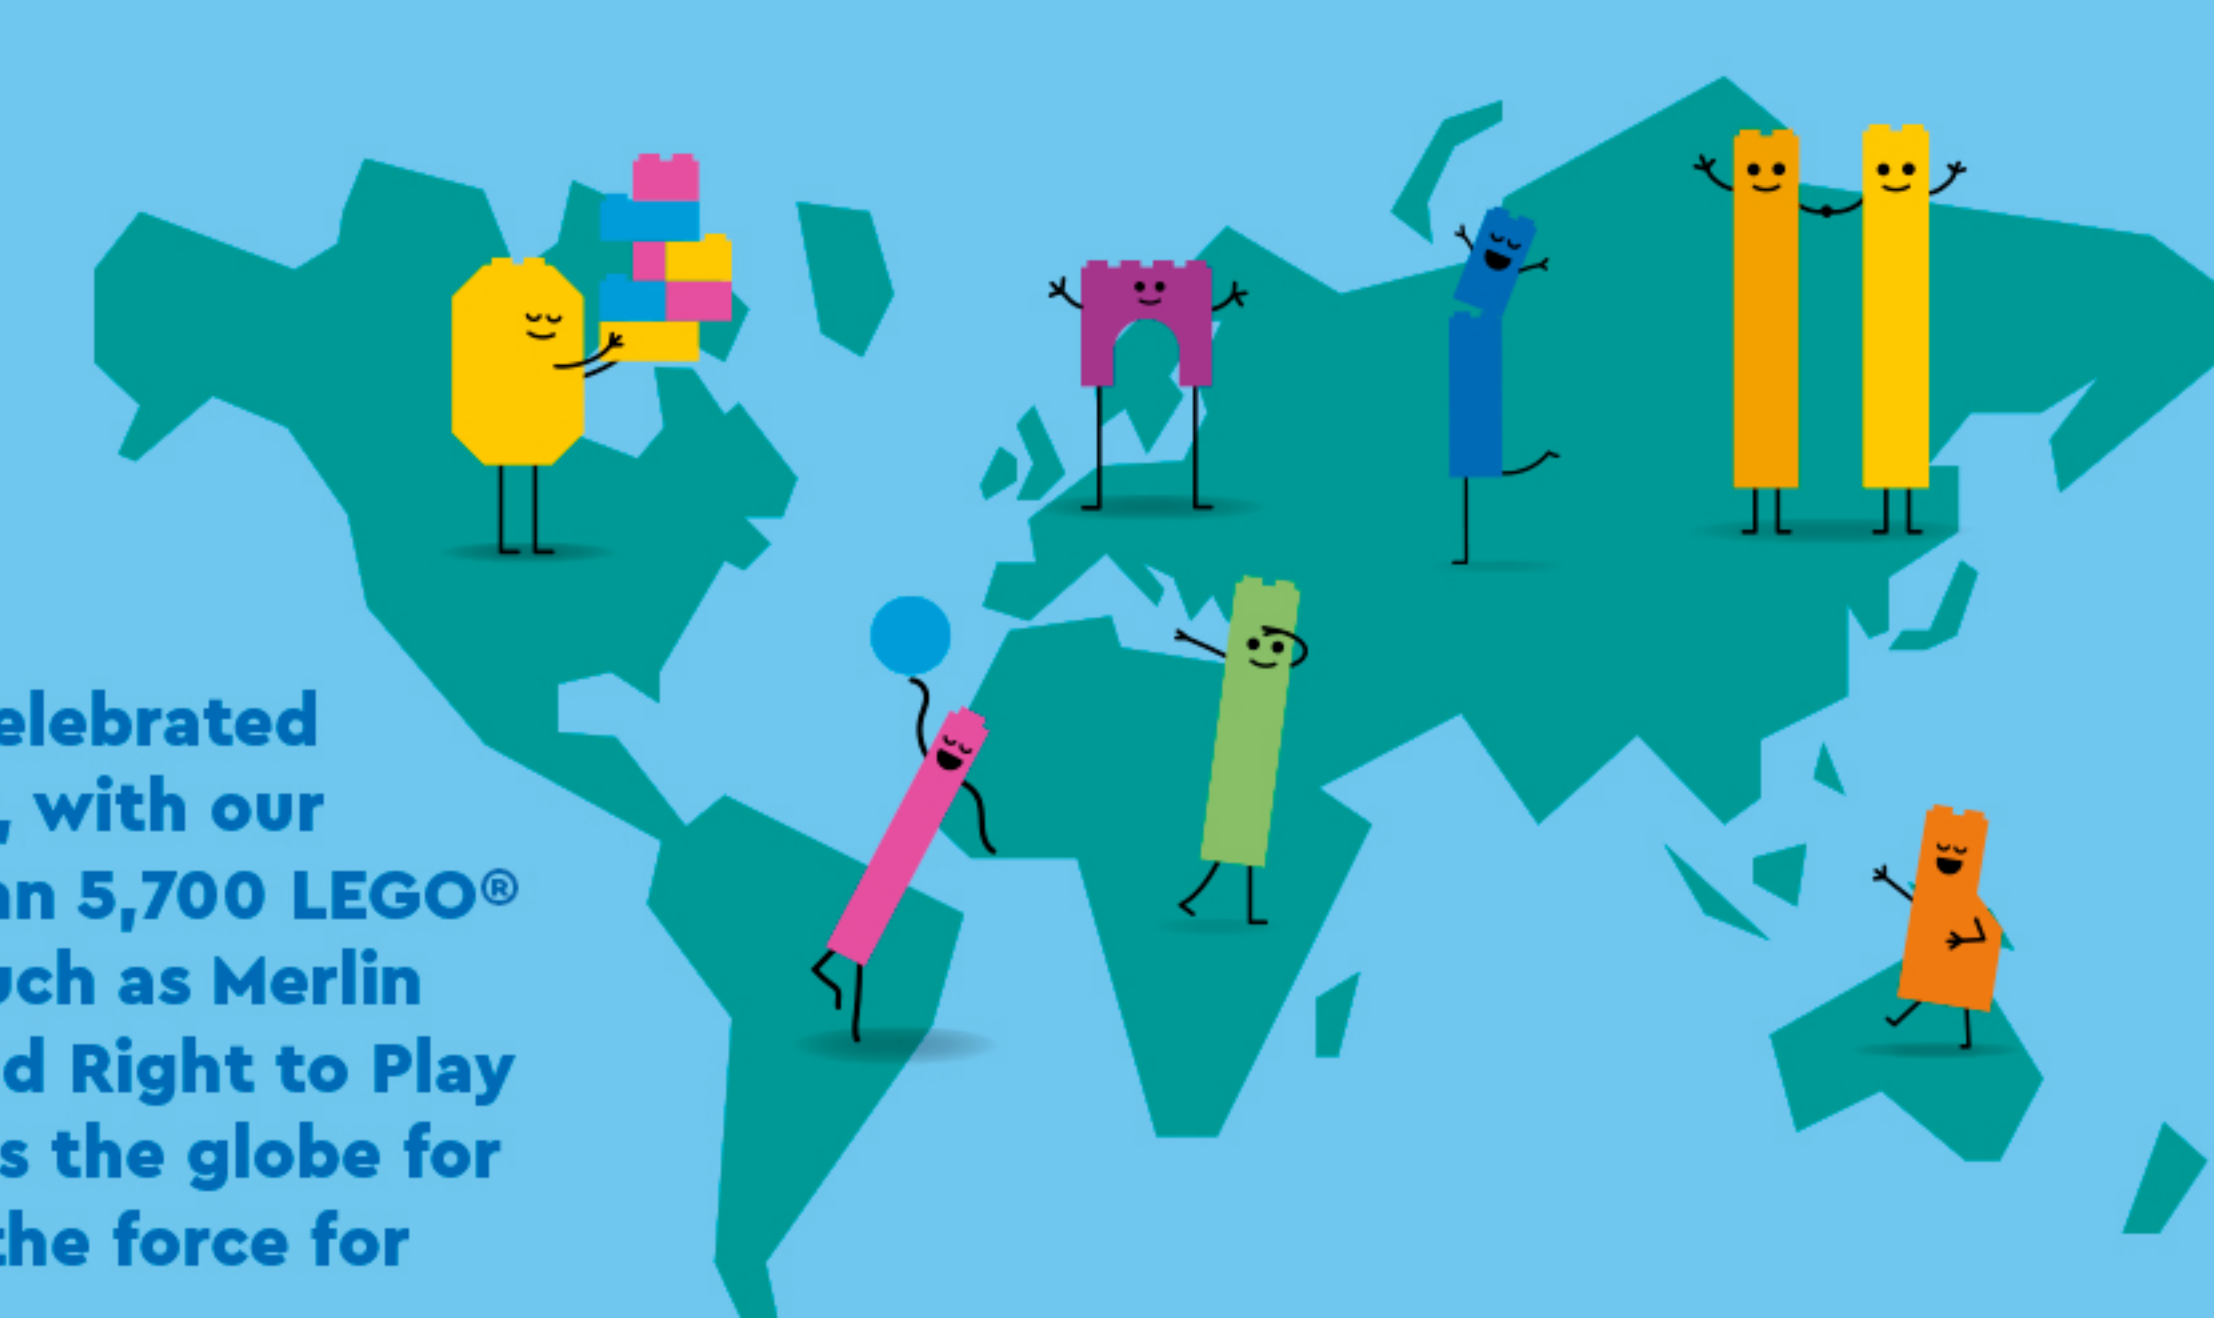 elebrated
, with our
an 5,700 LEGO®
uch as Merlin
d Right to Play
s the globe for
the force for